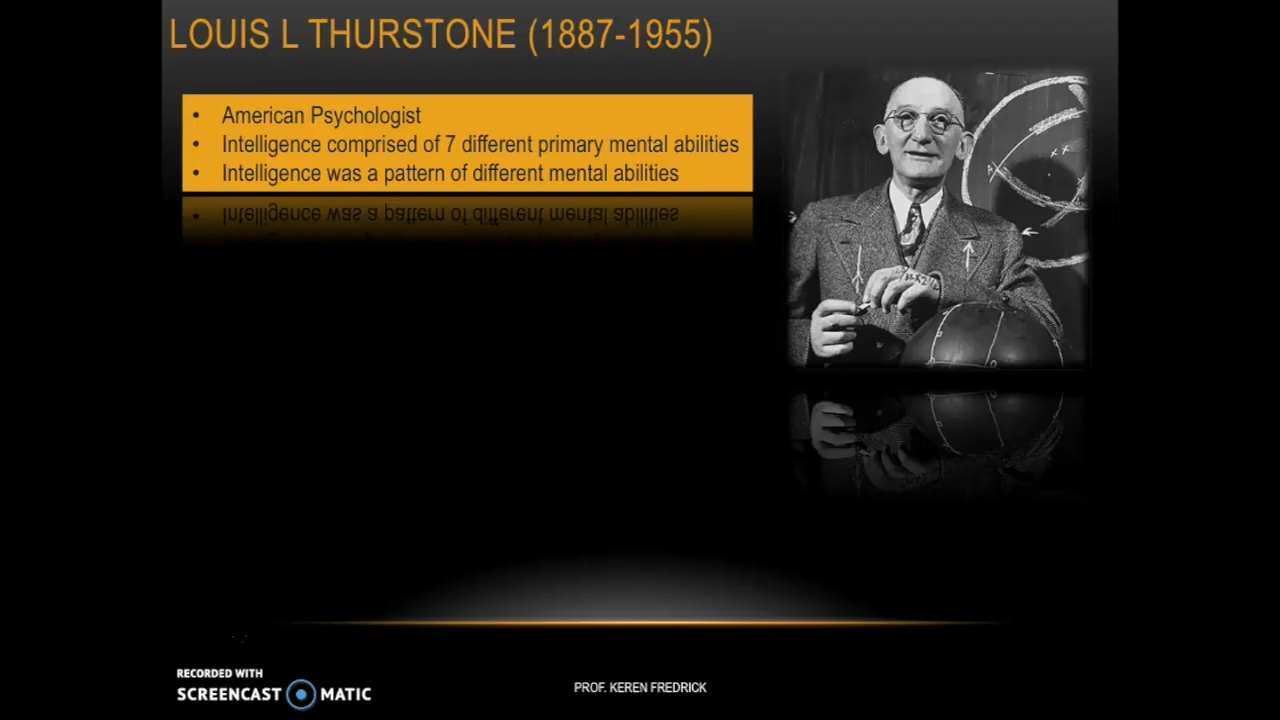 LOUIS L THURSTONE (1887-1955)
• American Psychologist
• Intelligence comprised of 7 different primary mental abilities
• Intelligence was a pattern of different mental abilities
RECORDED WITH
SCREENCAST MATIC
PROF. KEREN FREDRICK